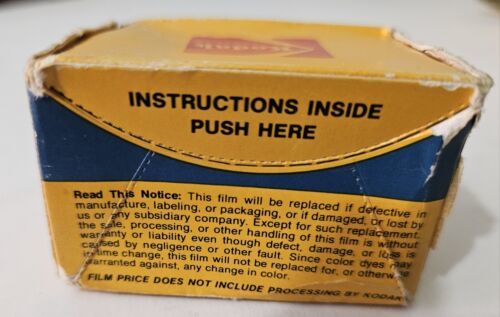 Kodak
INSTRUCTIONS INSIDE
PUSH HERE
Read This Notice: This film will be replaced if defective in
manufacture, labeling, or packaging, or if damaged, or lost by
us or any subsidiary company. Except for such replacement,
the sale, processing, or other handling of this film is without
warranty or liability even though defect, damage, or loss is
caused by negligence or other fault. Since color dyes may
in time change, this film will not be replaced for, or otherwise
warranted against, any change in color.
FILM PRICE DOES NOT INCLUDE PROCESSING BY KODAK